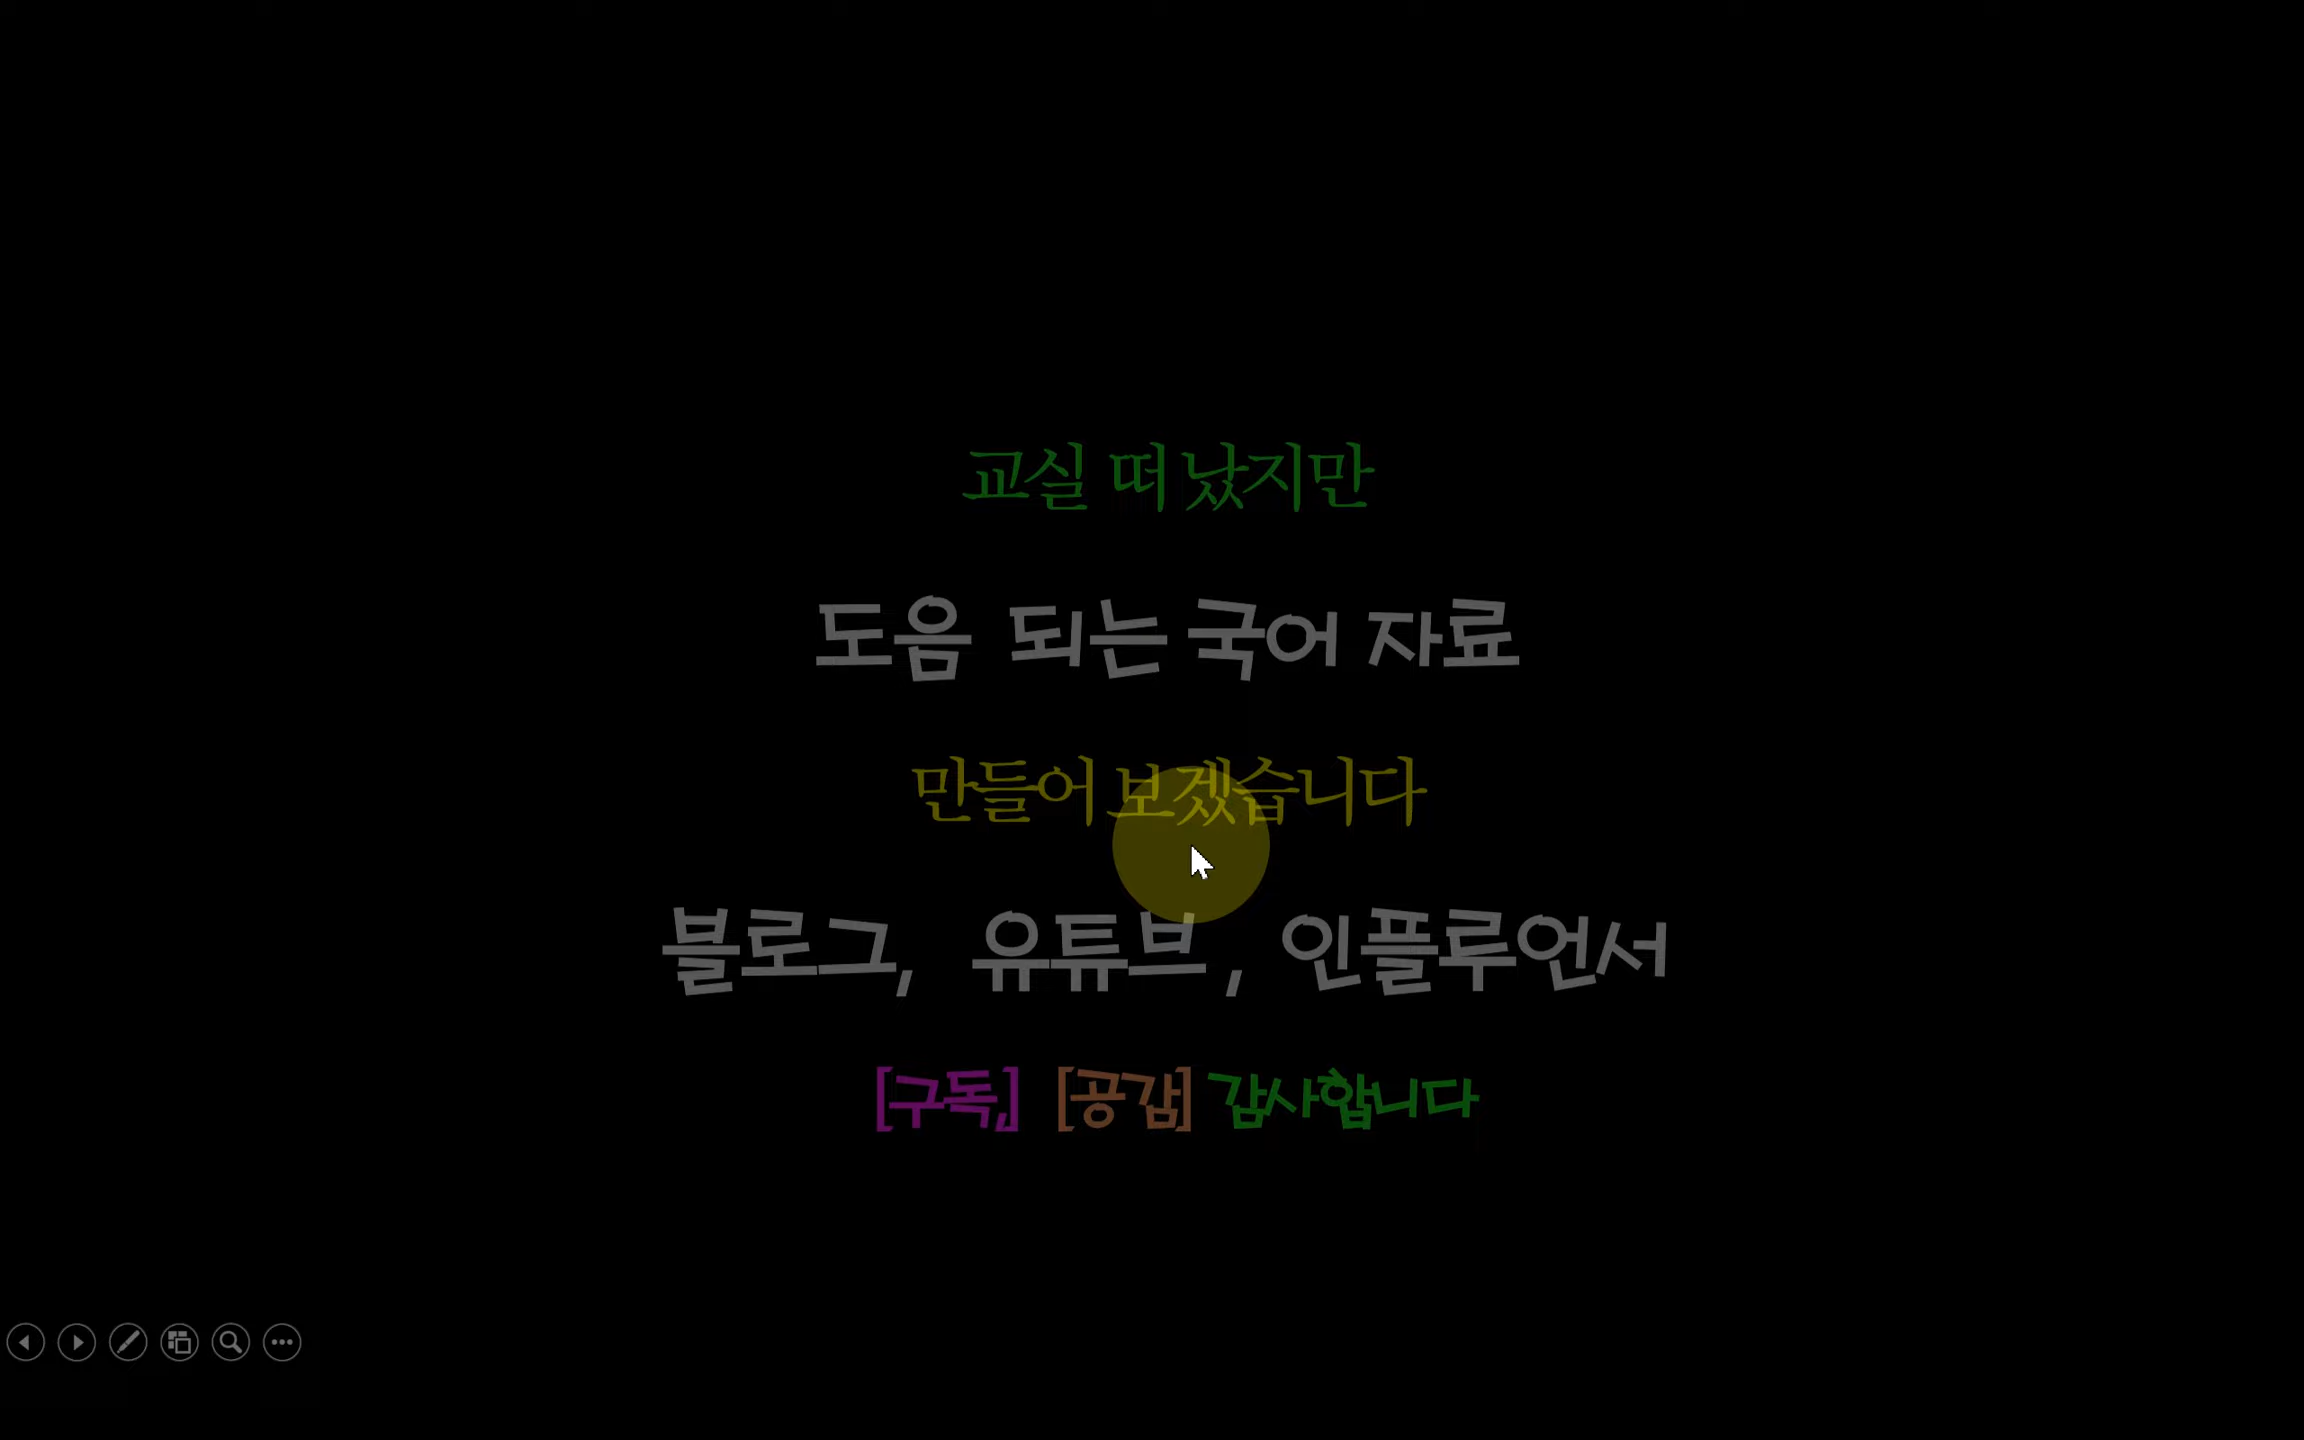 교실 떠 났지만
도움 되는 국어 자료
만들어 보겠습니다
블로그, 유튜브, 인플루언서
[구독,] [공감] 감사합니다